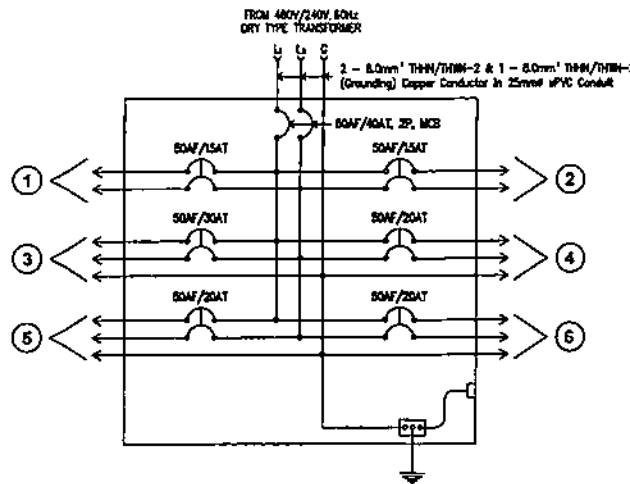 FROM 480V/240V, 60Hz
DRY TYPE TRANSFORMER
L₁ L₂ G
2 - 8.0mm² THHN/THWN-2 & 1 - 8.0mm² THHN/THWN-2
(Grounding) Copper Conductor in 25mmø uPVC Conduit
60AF/40AT, 2P, MCB
50AF/15AT
50AF/15AT
1
2
50AF/30AT
50AF/20AT
3
4
50AF/20AT
50AF/20AT
5
6